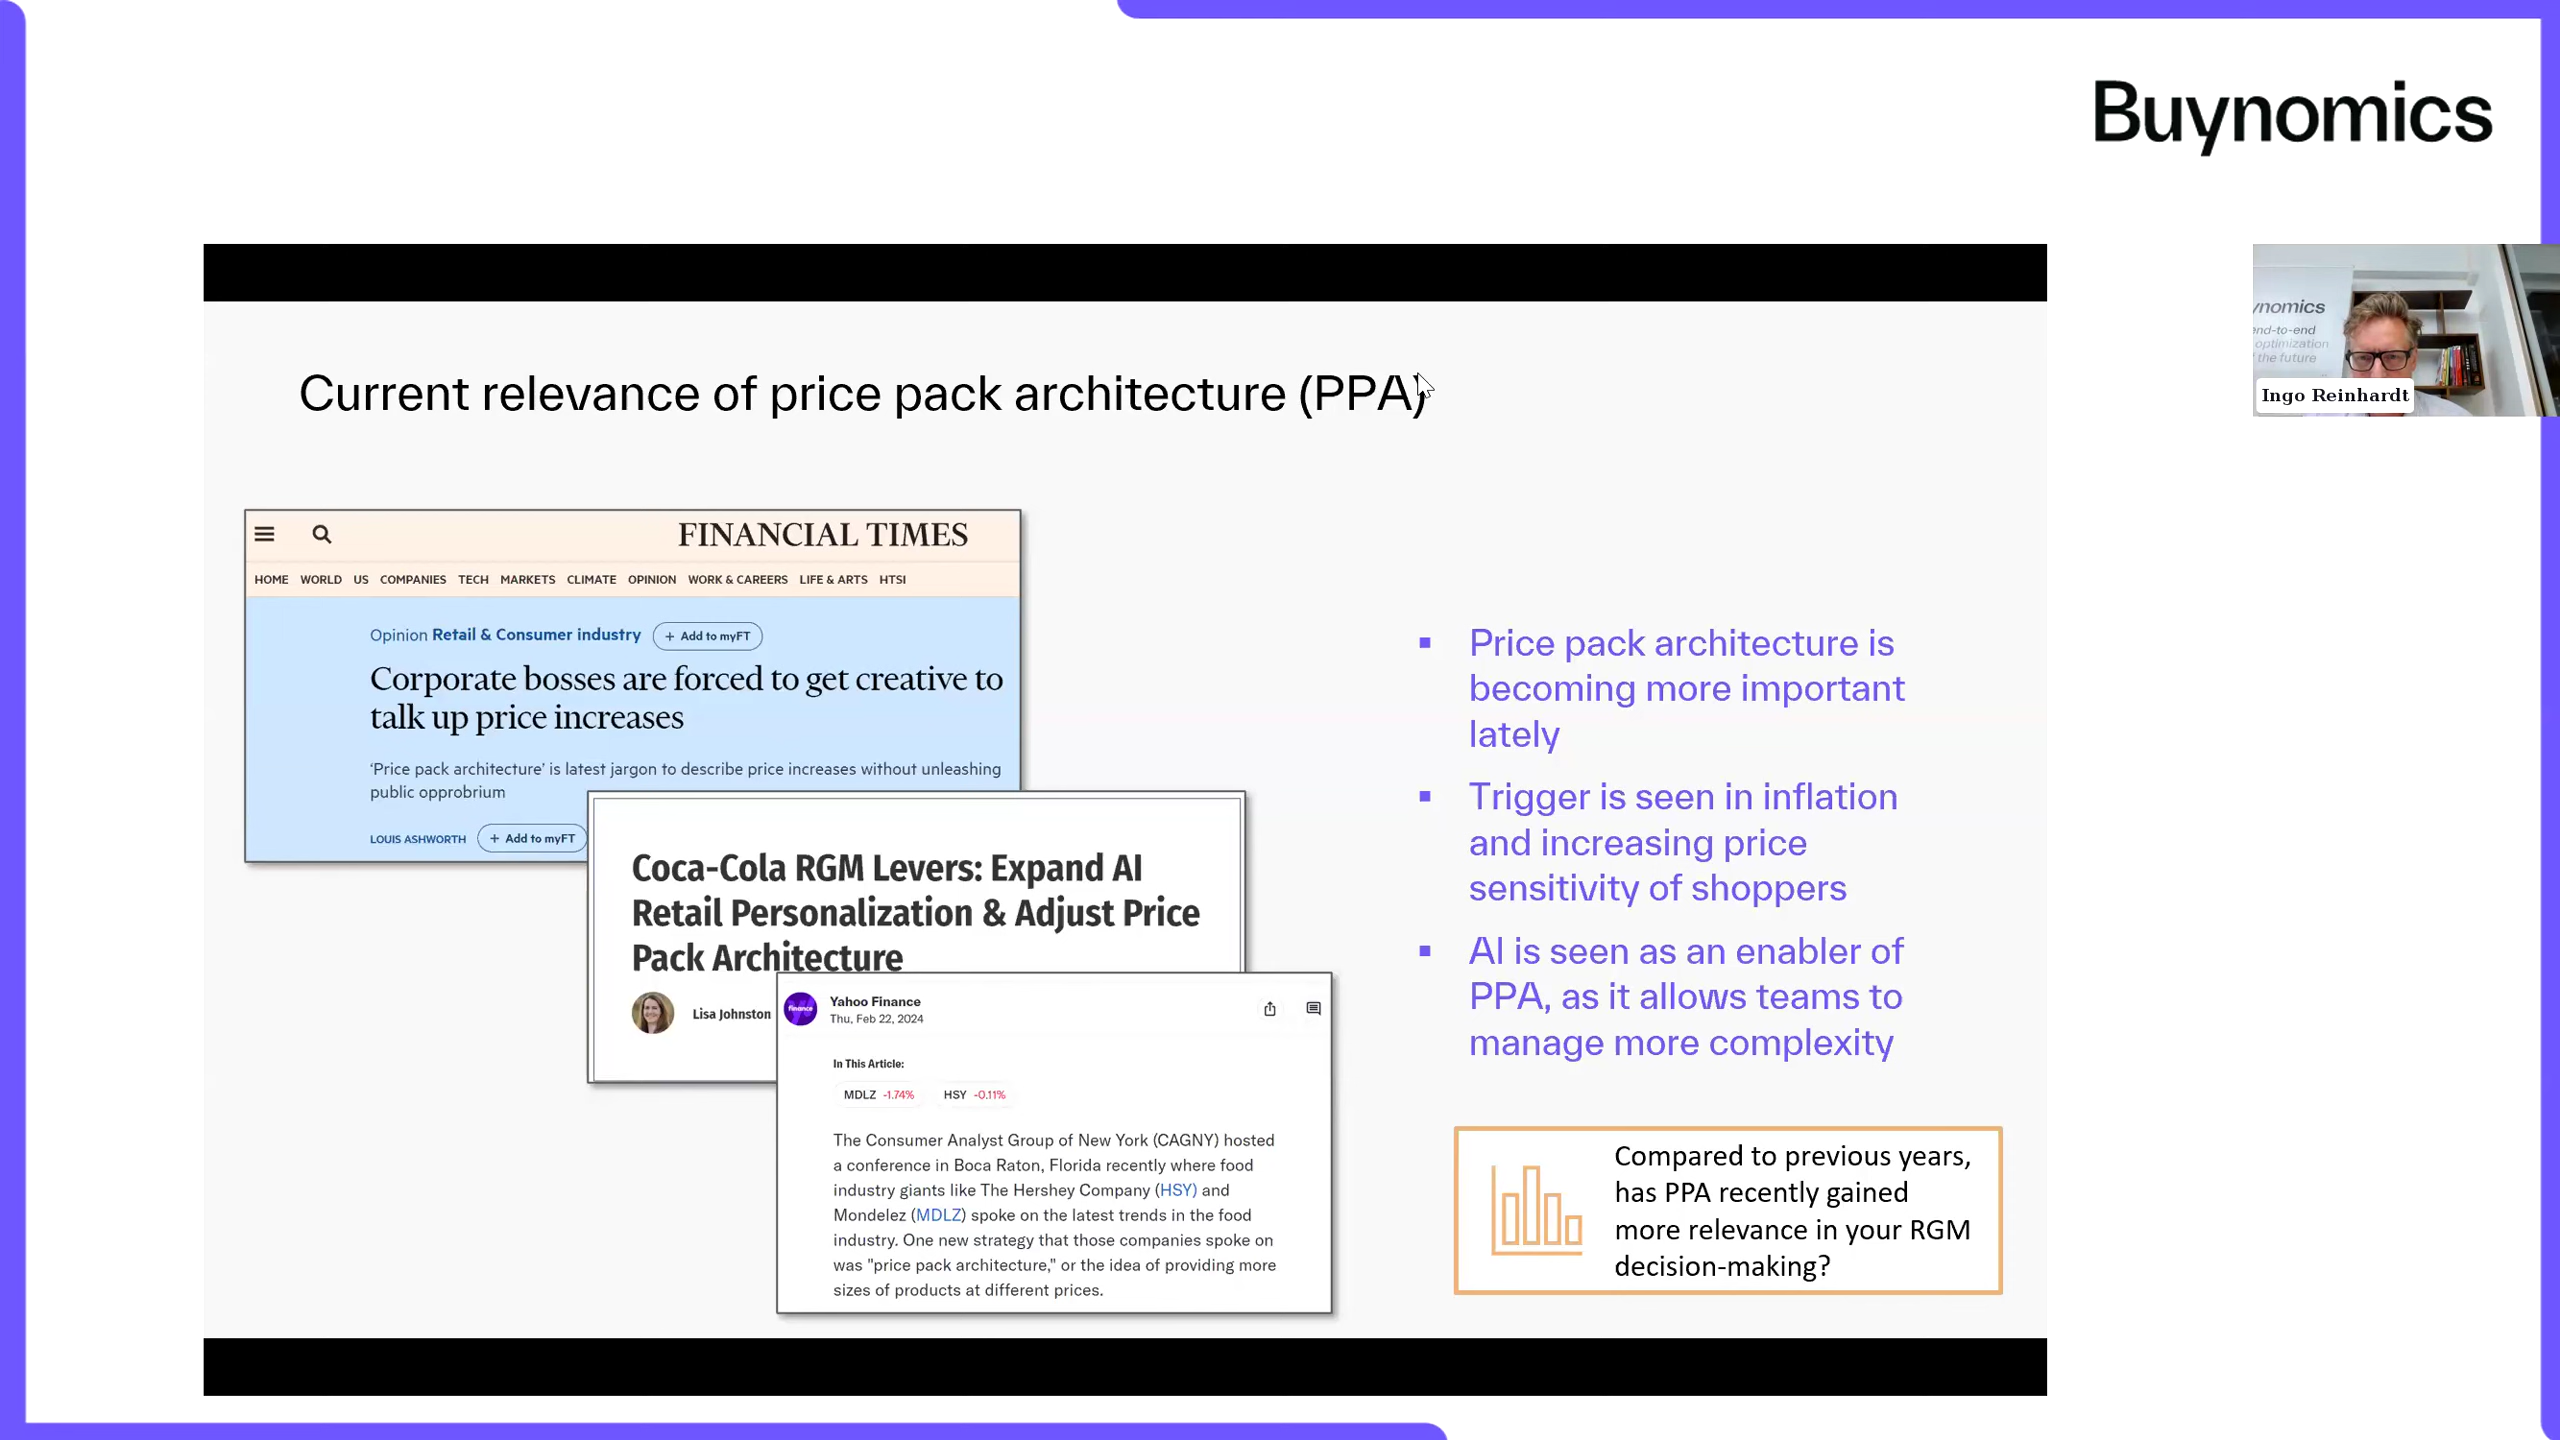 Buynomics
ynomics
end-to-end
optimization
the future
Ingo Reinhardt
Current relevance of price pack architecture (PPA)
FINANCIAL TIMES
HOME WORLD US COMPANIES TECH MARKETS CLIMATE OPINION WORK & CAREERS LIFE & ARTS HTSI
Opinion Retail & Consumer industry + Add to myFT
Corporate bosses are forced to get creative to
talk up price increases
‘Price pack architecture’ is latest jargon to describe price increases without unleashing
public opprobrium
LOUIS ASHWORTH + Add to myFT
Coca-Cola RGM Levers: Expand AI
Retail Personalization & Adjust Price
Pack Architecture
Lisa Johnston
finance
Yahoo Finance
Thu, Feb 22, 2024
In This Article:
MDLZ -1.74% HSY -0.11%
The Consumer Analyst Group of New York (CAGNY) hosted
a conference in Boca Raton, Florida recently where food
industry giants like The Hershey Company (HSY) and
Mondelez (MDLZ) spoke on the latest trends in the food
industry. One new strategy that those companies spoke on
was "price pack architecture," or the idea of providing more
sizes of products at different prices.
▪ Price pack architecture is
becoming more important
lately
▪ Trigger is seen in inflation
and increasing price
sensitivity of shoppers
▪ AI is seen as an enabler of
PPA, as it allows teams to
manage more complexity
Compared to previous years,
has PPA recently gained
more relevance in your RGM
decision-making?